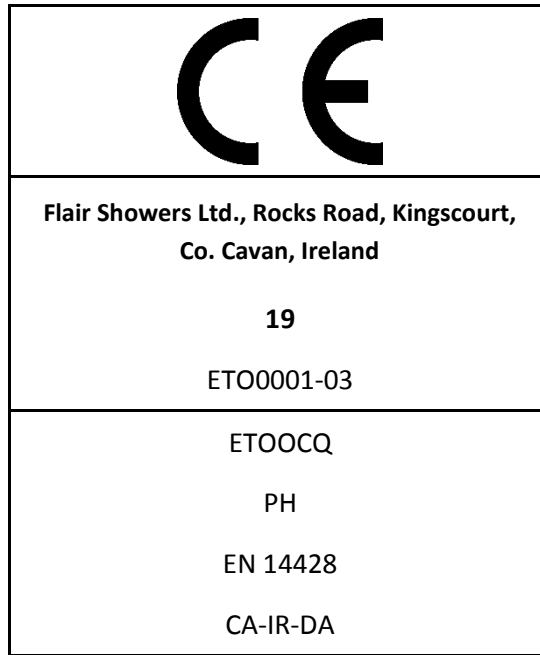 CE
Flair Showers Ltd., Rocks Road, Kingscourt,
Co. Cavan, Ireland
19
ETO0001-03
ETOOCQ
PH
EN 14428
CA-IR-DA